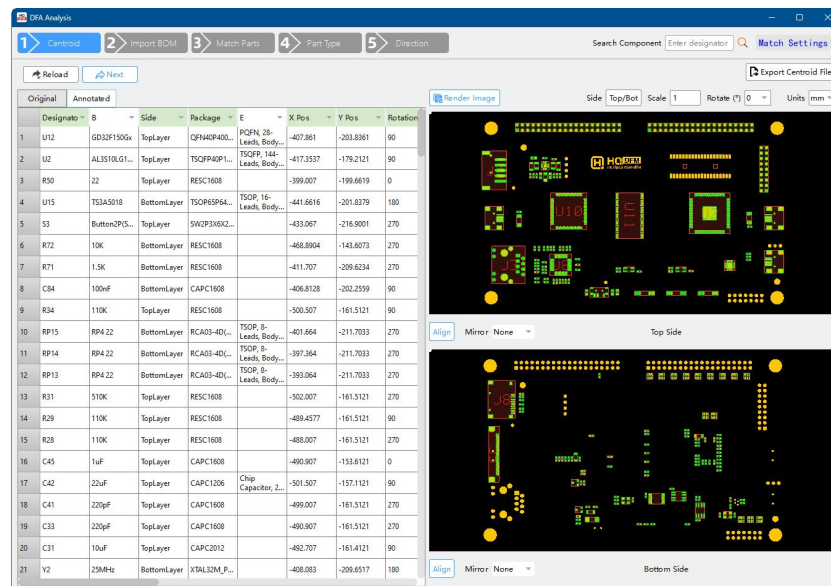 DFA Analysis
1 Centroid 2 Import BOM 3 Match Parts 4 Part Type 5 Direction Search Component Enter designator Match Settings
Reload Next Export Centroid File
Original Annotated Render Image Side Top/Bot Scale 1 Rotate (°) 0 Units mm
Designato B Side Package E X Pos Y Pos Rotation
1 U12 GD32F150Gx TopLayer QFN40P400... PQFN, 28-Leads, Body... -407.861 -203.8361 90
2 U2 AL3S10LG1... TopLayer TSQFP40P1... TSQFP, 144-Leads, Body... -417.3537 -179.2121 90
3 R50 22 TopLayer RESC1608 -399.007 -199.6619 0
4 U15 TS3A5018 BottomLayer TSOP65P64... TSOP, 16-Leads, Body... -441.6616 -201.8379 180
5 S3 Button2P(S... TopLayer SW2P3X6X2... -433.067 -216.9001 270
6 R72 10K BottomLayer RESC1608 -468.8904 -143.6073 270
7 R71 1.5K BottomLayer RESC1608 -411.707 -209.6234 270
8 C84 100nF BottomLayer CAPC1608 -406.8128 -202.2559 90
9 R34 110K TopLayer RESC1608 -500.507 -161.5121 90
10 RP15 RP4 22 BottomLayer RCA03-4D(... TSOP, 8-Leads, Body... -401.664 -211.7033 270
11 RP14 RP4 22 BottomLayer RCA03-4D(... TSOP, 8-Leads, Body... -397.364 -211.7033 270
12 RP13 RP4 22 BottomLayer RCA03-4D(... TSOP, 8-Leads, Body... -393.064 -211.7033 270
13 R31 510K TopLayer RESC1608 -502.007 -161.5121 270
14 R29 110K TopLayer RESC1608 -489.4577 -161.5121 90
15 R28 110K TopLayer RESC1608 -488.007 -161.5121 270
16 C45 1uF TopLayer CAPC1608 -490.907 -153.6121 0
17 C42 22uF TopLayer CAPC1206 Chip Capacitor, 2... -501.507 -157.1121 90
18 C41 220pF TopLayer CAPC1608 -499.007 -161.5121 270
19 C33 220pF TopLayer CAPC1608 -490.907 -161.5121 270
20 C31 10uF TopLayer CAPC2012 -492.707 -161.4121 90
21 Y2 25MHz BottomLayer XTAL32M_P... -408.083 -209.6517 180
HQDFM
U10 U11
Align Mirror None Top Side
J8
Align Mirror None Bottom Side